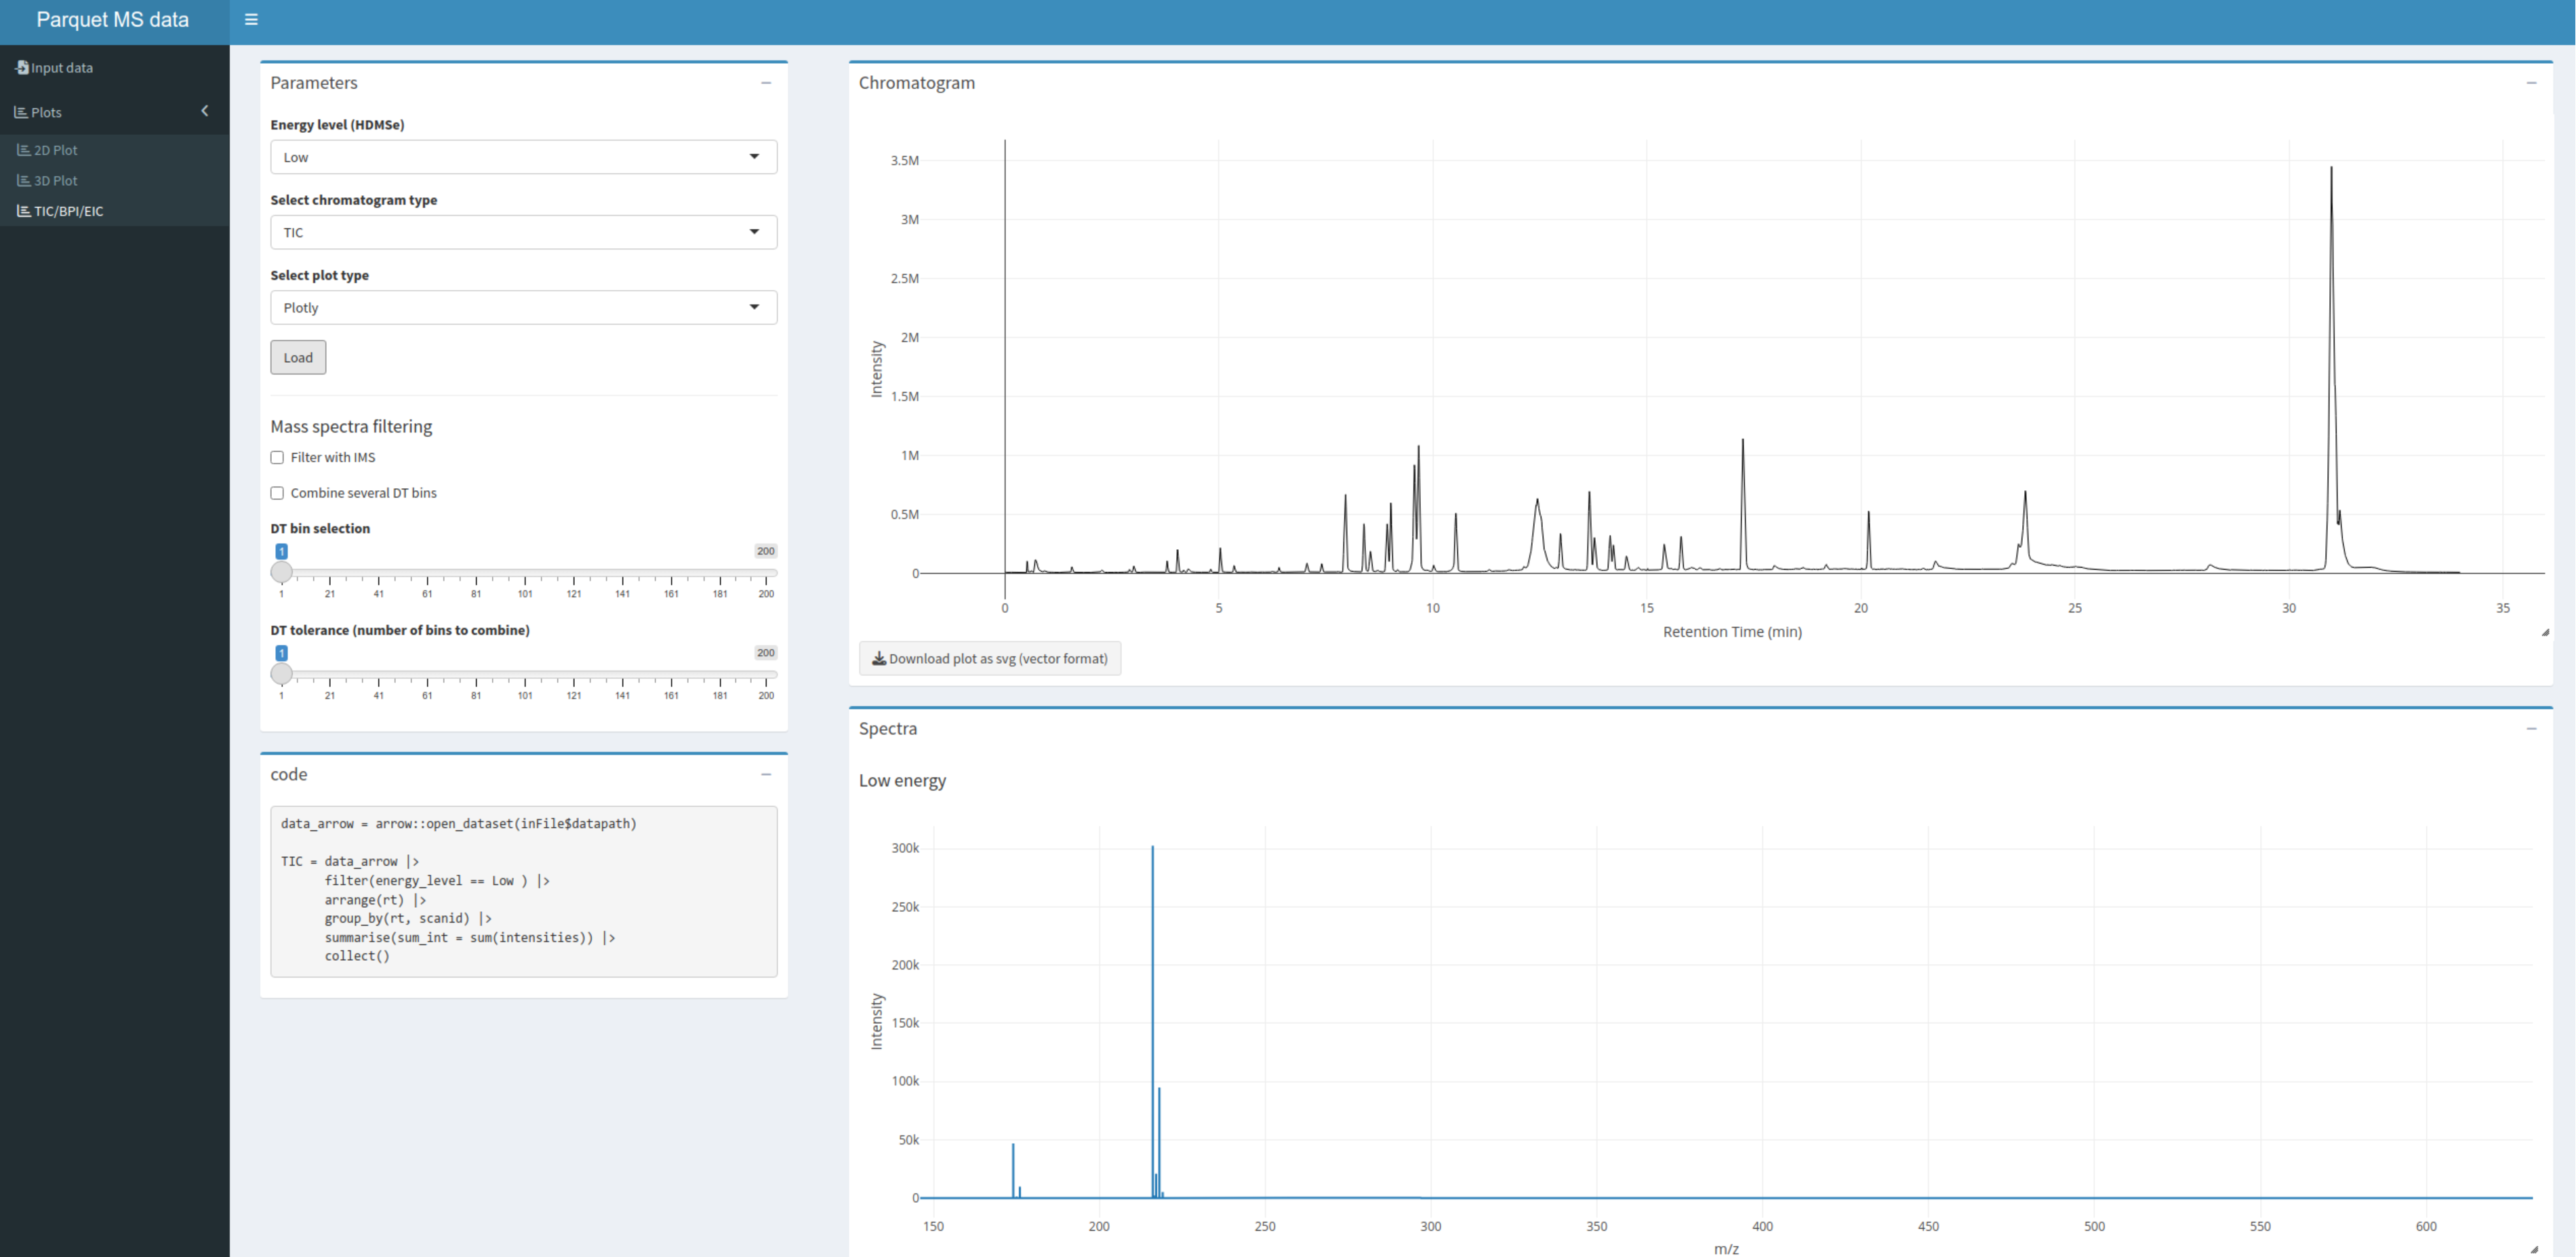 Parquet MS data
Input data
Plots
2D Plot
3D Plot
TIC/BPI/EIC
Parameters
Energy level (HDMSe)
Low
Select chromatogram type
TIC
Select plot type
Plotly
Load
Mass spectra filtering
Filter with IMS
Combine several DT bins
DT bin selection
1 200
1 21 41 61 81 101 121 141 161 181 200
DT tolerance (number of bins to combine)
1 200
1 21 41 61 81 101 121 141 161 181 200
code
data_arrow = arrow::open_dataset(inFile$datapath)
TIC = data_arrow |>
filter(energy_level == Low ) |>
arrange(rt) |>
group_by(rt, scanid) |>
summarise(sum_int = sum(intensities)) |>
collect()
Chromatogram
3.5M
3M
2.5M
2M
1.5M
1M
0.5M
0
Intensity
0 5 10 15 20 25 30 35
Retention Time (min)
Download plot as svg (vector format)
Spectra
Low energy
300k
250k
200k
150k
100k
50k
0
Intensity
150 200 250 300 350 400 450 500 550 600
m/z